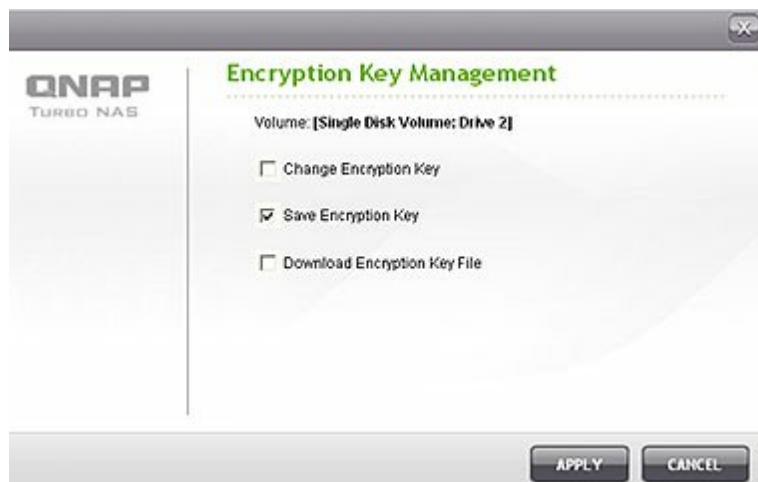 QNAP
TURBO NAS
Encryption Key Management
Volume: [Single Disk Volume: Drive 2]
Change Encryption Key
Save Encryption Key
Download Encryption Key File
APPLY
CANCEL